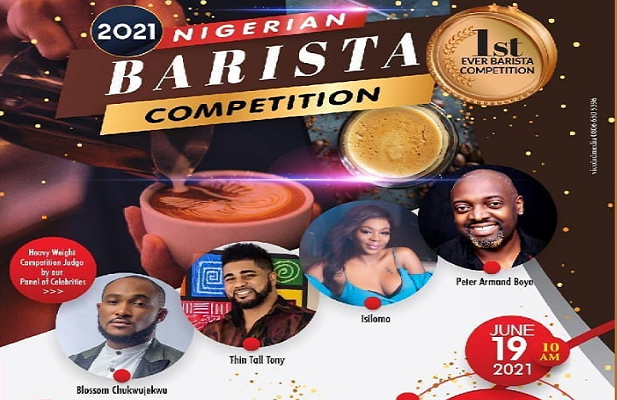 2021 NIGERIAN
BARISTA
COMPETITION
1st
EVER BARISTA
COMPETITION
Heavy Weight
Competition Judge
by our
Panel of Celebrities
>>>
Peter Armand Boyo
Isilomo
Thin Tall Tony
Blossom Chukwujekwu
JUNE
19
2021
10
AM